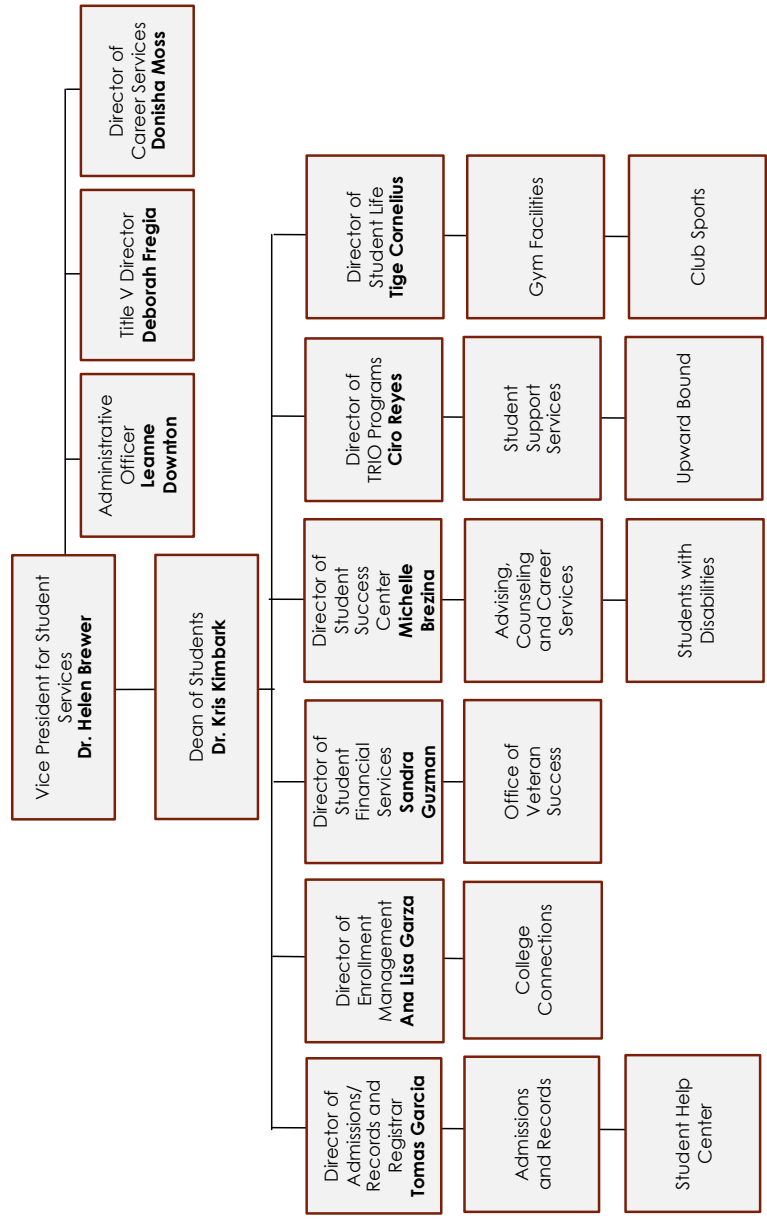 Vice President for Student
Services
Dr. Helen Brewer
Administrative
Officer
Leanne
Downton
Title V Director
Deborah Fregia
Director of
Career Services
Donisha Moss
Dean of Students
Dr. Kris Kimbark
Director of
Admissions/
Records and
Registrar
Tomas Garcia
Director of
Enrollment
Management
Ana Lisa Garza
Director of
Student
Financial
Services
Sandra
Guzman
Director of
Student
Success
Center
Michelle
Brezina
Director of
TRIO Programs
Ciro Reyes
Director of
Student Life
Tige Cornelius
Admissions
and Records
College
Connections
Office of
Veteran
Success
Advising,
Counseling
and Career
Services
Student
Support
Services
Gym Facilities
Student Help
Center
Students with
Disabilities
Upward Bound
Club Sports